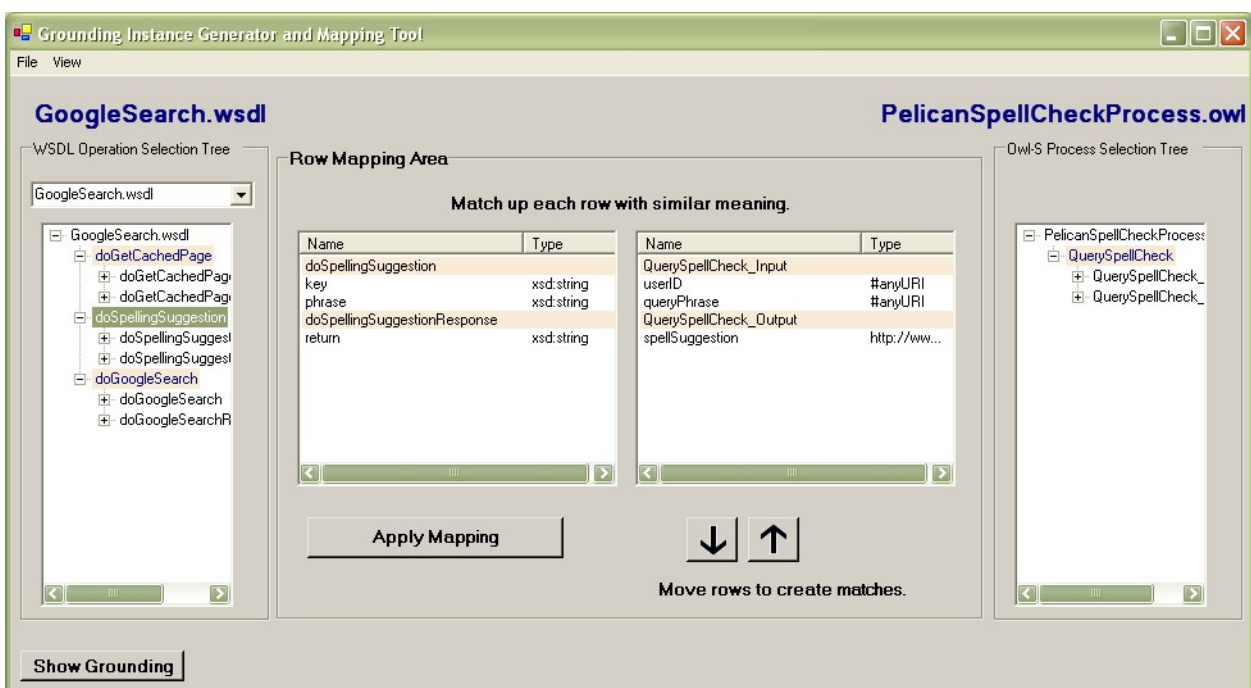 Grounding Instance Generator and Mapping Tool
File View
GoogleSearch.wsdl
PelicanSpellCheckProcess.owl
WSDL Operation Selection Tree
GoogleSearch.wsdl
GoogleSearch.wsdl
doGetCachedPage
doGetCachedPag
doGetCachedPag
doSpellingSuggestion
doSpellingSuggest
doSpellingSuggest
doGoogleSearch
doGoogleSearch
doGoogleSearchR
Row Mapping Area
Match up each row with similar meaning.
Name Type
doSpellingSuggestion
key xsd:string
phrase xsd:string
doSpellingSuggestionResponse
return xsd:string
Name Type
QuerySpellCheck_Input
userID #anyURI
queryPhrase #anyURI
QuerySpellCheck_Output
spellSuggestion http://ww...
Apply Mapping
Move rows to create matches.
Owl-S Process Selection Tree
PelicanSpellCheckProcess
QuerySpellCheck
QuerySpellCheck_
QuerySpellCheck_
Show Grounding